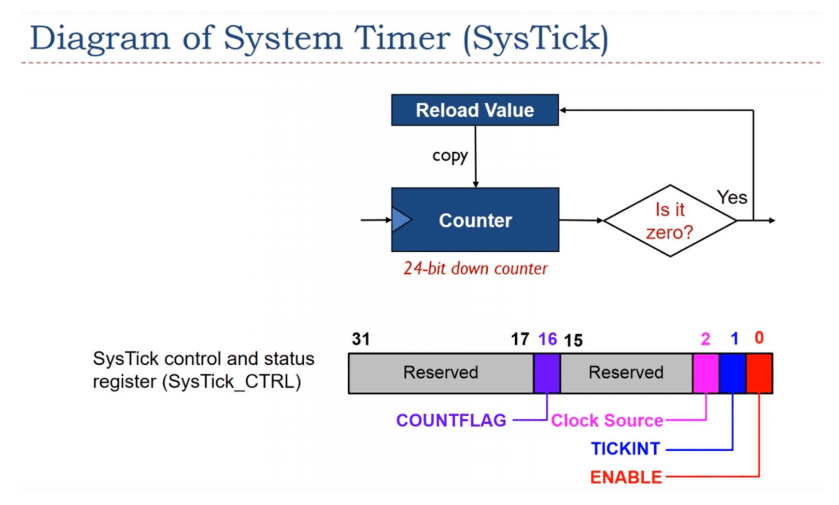 Diagram of System Timer (SysTick)
Reload Value
copy
Counter
24-bit down counter
Is it
zero?
Yes
31 17 16 15 2 1 0
SysTick control and status
register (SysTick_CTRL)
Reserved Reserved
COUNTFLAG Clock Source
TICKINT
ENABLE